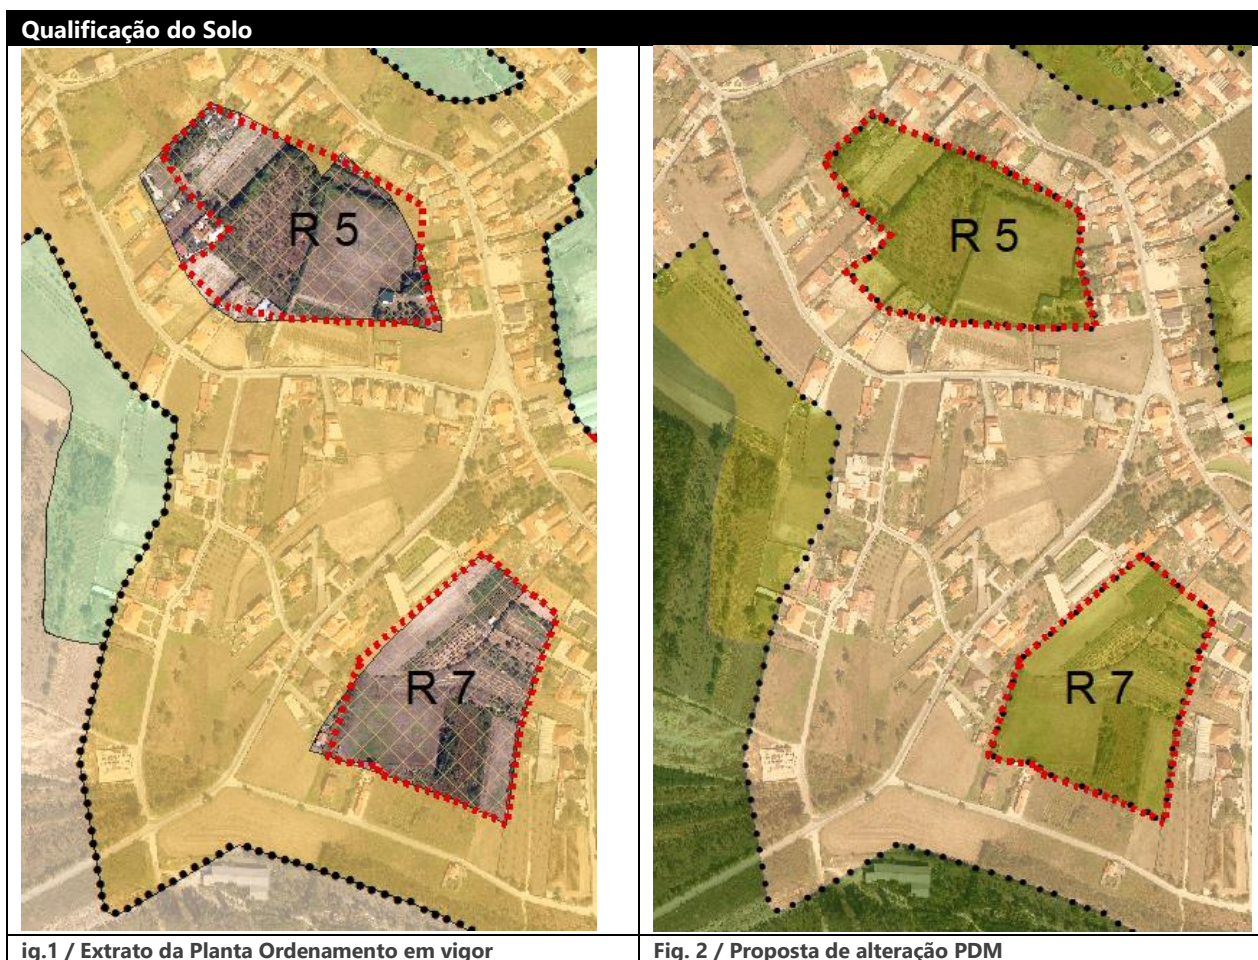 Qualificação do Solo
R 5
R 7
R 5
R 7
ig.1 / Extrato da Planta Ordenamento em vigor
Fig. 2 / Proposta de alteração PDM